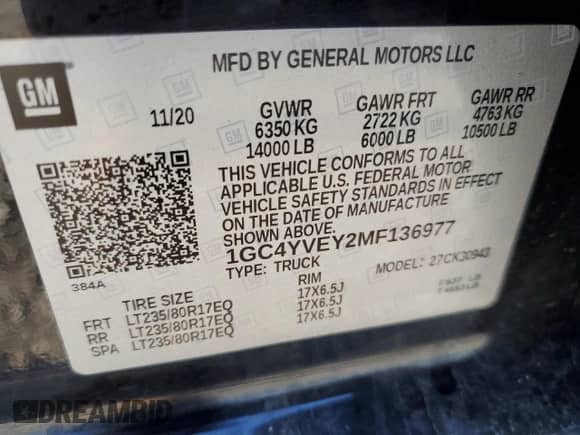 GM
MFD BY GENERAL MOTORS LLC
11/20 GVWR GAWR FRT GAWR RR
6350 KG 2722 KG 4763 KG
14000 LB 6000 LB 10500 LB
THIS VEHICLE CONFORMS TO ALL
APPLICABLE U.S. FEDERAL MOTOR
VEHICLE SAFETY STANDARDS IN EFFECT
ON THE DATE OF MANUFACTURE
1GC4YVEY2MF136977
384A TYPE: TRUCK MODEL: 27CK30943
TIRE SIZE RIM
FRT LT235/80R17EQ 17X6.5J
RR LT235/80R17EQ 17X6.5J
SPA LT235/80R17EQ 17X6.5J
DREAMBID